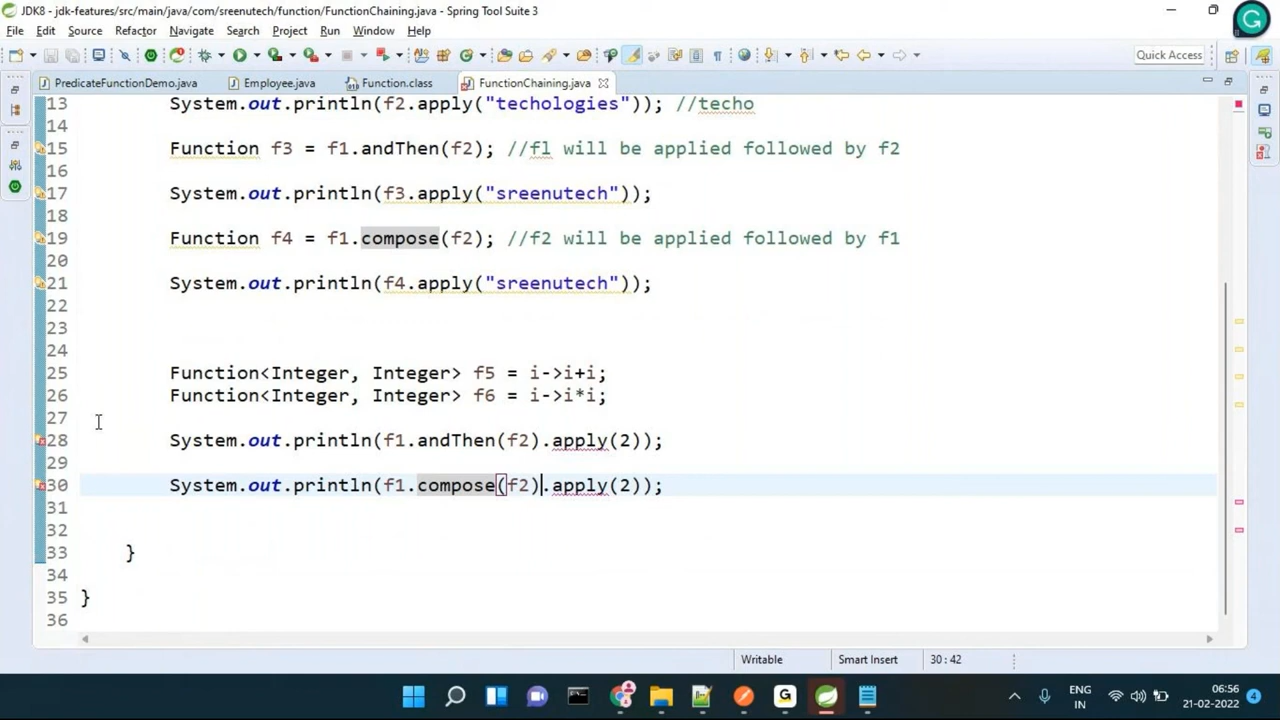 JDK8 - jdk-features/src/main/java/com/sreenutech/function/FunctionChaining.java - Spring Tool Suite 3
File Edit Source Refactor Navigate Search Project Run Window Help
Quick Access
PredicateFunctionDemo.java Employee.java Function.class FunctionChaining.java
13 System.out.println(f2.apply("techologies")); //techo
14
15 Function f3 = f1.andThen(f2); //fl will be applied followed by f2
16
17 System.out.println(f3.apply("sreenutech"));
18
19 Function f4 = f1.compose(f2); //f2 will be applied followed by f1
20
21 System.out.println(f4.apply("sreenutech"));
22
23
24
25 Function<Integer, Integer> f5 = i->i+i;
26 Function<Integer, Integer> f6 = i->i*i;
27
28 System.out.println(f1.andThen(f2).apply(2));
29
30 System.out.println(f1.compose(f2).apply(2));
31
32
33 }
34
35 }
36
Writable Smart Insert 30 : 42
ENG
IN
06:56
21-02-2022
4